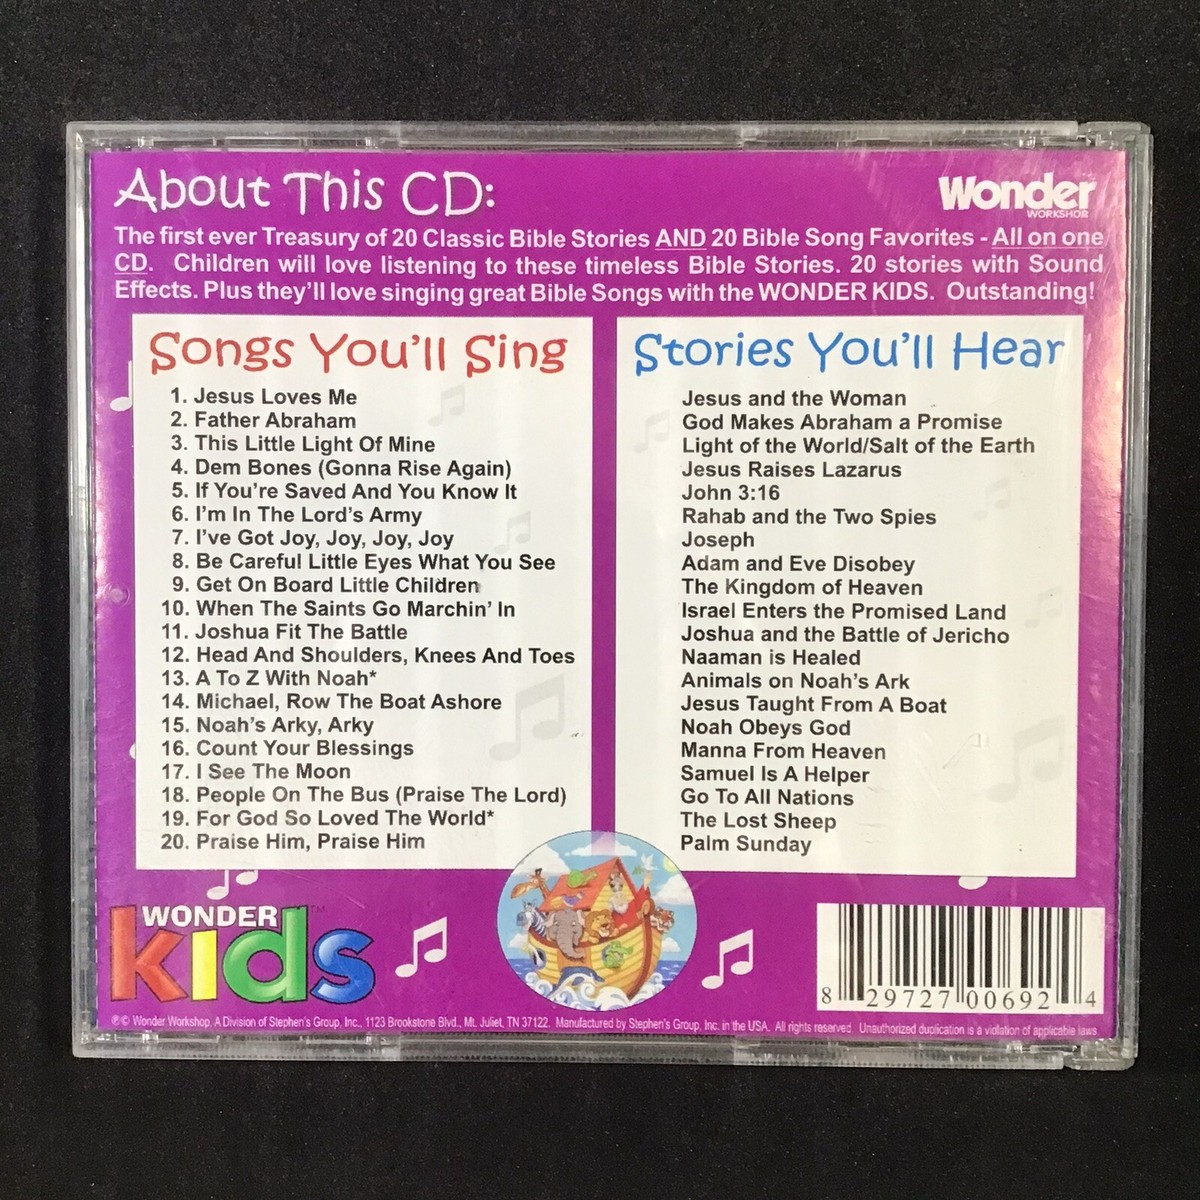 About This CD:
Wonder
WORKSHOP
The first ever Treasury of 20 Classic Bible Stories AND 20 Bible Song Favorites - All on one
CD. Children will love listening to these timeless Bible Stories. 20 stories with Sound
Effects. Plus they'll love singing great Bible Songs with the WONDER KIDS. Outstanding!
Songs You'll Sing
1. Jesus Loves Me
2. Father Abraham
3. This Little Light Of Mine
4. Dem Bones (Gonna Rise Again)
5. If You're Saved And You Know It
6. I'm In The Lord's Army
7. I've Got Joy, Joy, Joy, Joy
8. Be Careful Little Eyes What You See
9. Get On Board Little Children
10. When The Saints Go Marchin' In
11. Joshua Fit The Battle
12. Head And Shoulders, Knees And Toes
13. A To Z With Noah*
14. Michael, Row The Boat Ashore
15. Noah's Arky, Arky
16. Count Your Blessings
17. I See The Moon
18. People On The Bus (Praise The Lord)
19. For God So Loved The World*
20. Praise Him, Praise Him
Stories You'll Hear
Jesus and the Woman
God Makes Abraham a Promise
Light of the World/Salt of the Earth
Jesus Raises Lazarus
John 3:16
Rahab and the Two Spies
Joseph
Adam and Eve Disobey
The Kingdom of Heaven
Israel Enters the Promised Land
Joshua and the Battle of Jericho
Naaman is Healed
Animals on Noah's Ark
Jesus Taught From A Boat
Noah Obeys God
Manna From Heaven
Samuel Is A Helper
Go To All Nations
The Lost Sheep
Palm Sunday
WONDER
kids™
8 29727 00692 4
℗© Wonder Workshop. A Division of Stephen's Group, Inc., 1123 Brookstone Blvd., Mt. Juliet, TN 37122. Manufactured by Stephen's Group, Inc. in the USA. All rights reserved. Unauthorized duplication is a violation of applicable laws.